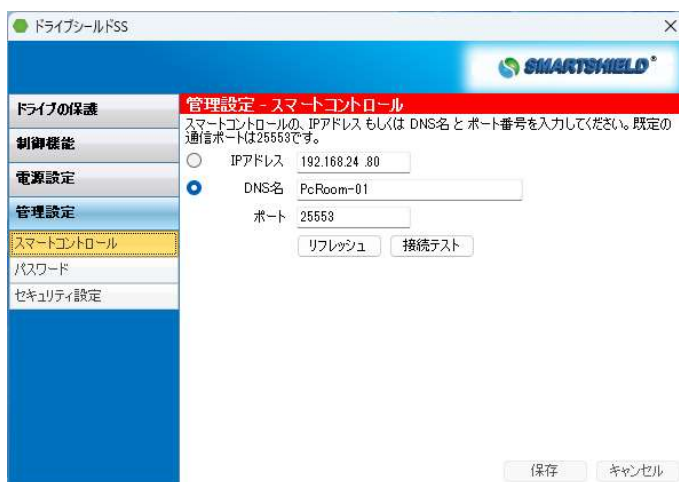 ドライブシールドSS
SMARTSHIELD®
ドライブの保護
制御機能
電源設定
管理設定
スマートコントロール
パスワード
セキュリティ設定
管理設定 - スマートコントロール
スマートコントロールの、IPアドレス もしくは DNS名 と ポート番号を入力してください。既定の
通信ポートは25553です。
IPアドレス 192.168.24 .80
DNS名 PcRoom-01
ポート 25553
リフレッシュ 接続テスト
保存 キャンセル